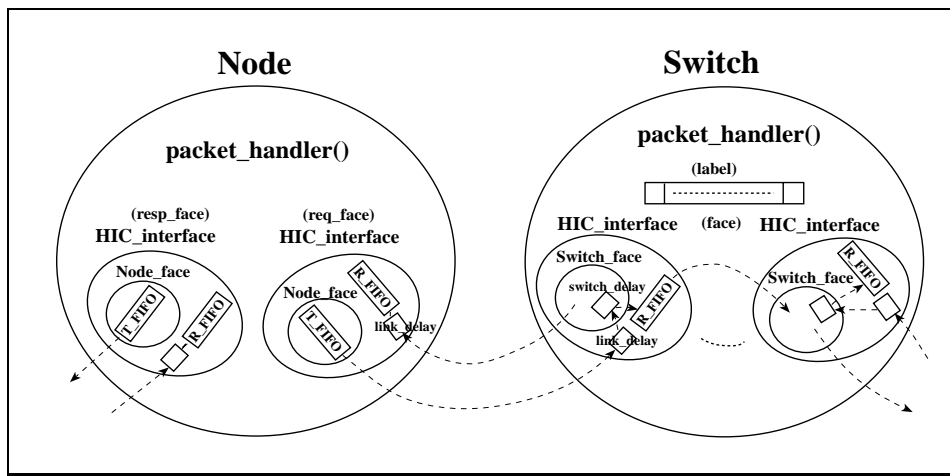 Node
packet_handler()
(resp_face)
HIC_interface
Node_face
T_FIFO
R_FIFO
(req_face)
HIC_interface
Node_face
T_FIFO
R_FIFO
link_delay
Switch
packet_handler()
(label)
(face)
HIC_interface
Switch_face
switch_delay
R_FIFO
link_delay
HIC_interface
Switch_face
R_FIFO